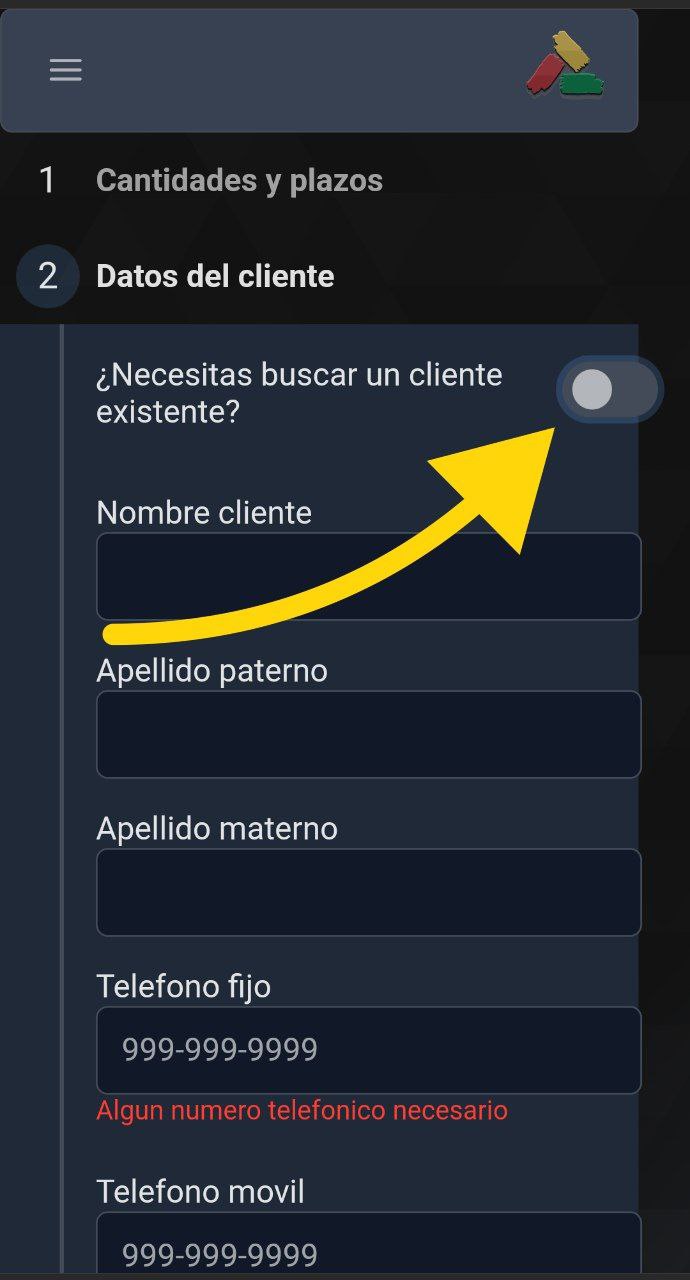 1 Cantidades y plazos
2 Datos del cliente
¿Necesitas buscar un cliente
existente?
Nombre cliente
Apellido paterno
Apellido materno
Telefono fijo
999-999-9999
Algun numero telefonico necesario
Telefono movil
999-999-9999